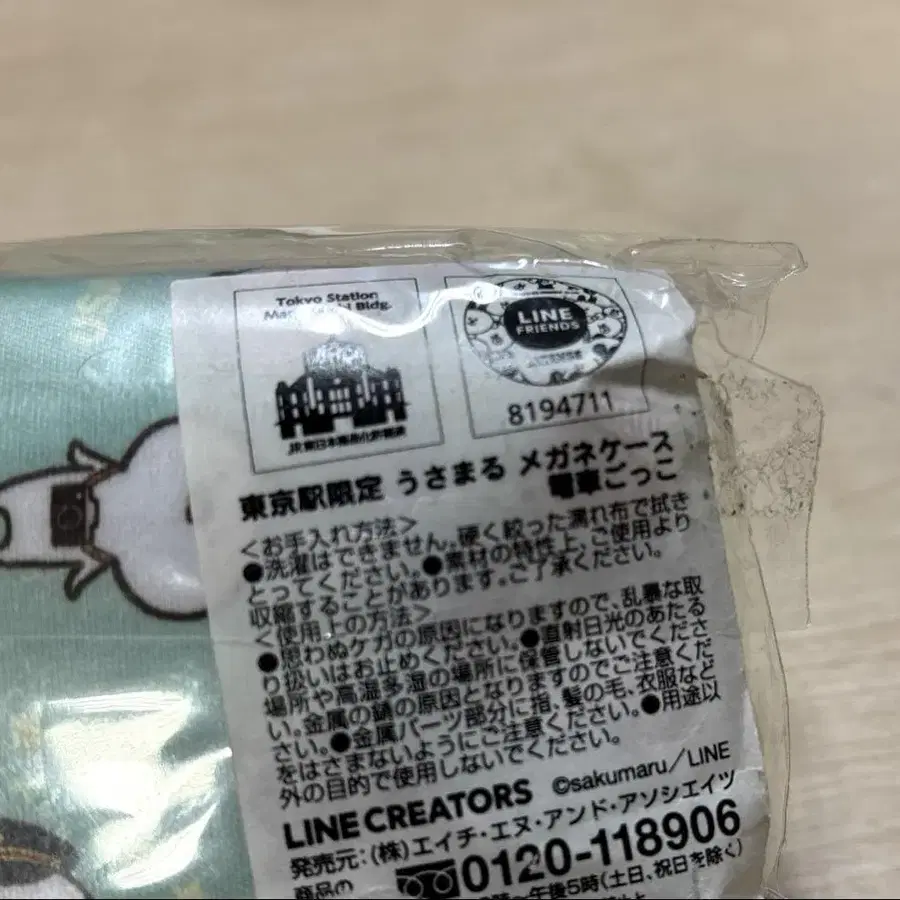 Tokyo Station
Bldg.
LINE
FRIENDS
8194711
東京駅限定 うさまる メガネケース
電車ごっこ
<お手入れ方法>
●洗濯はできません。硬く絞った濡れ布で拭き
とってください。●素材の特性上、ご使用より
収縮することがあります。ご了承ください。
<使用上の方法>
●思わぬケガの原因になりますので、乱暴な取
り扱いはお止めください。●直射日光のあたる
場所や高温多湿の場所に保管しないでくださ
い。金属の錆の原因となりますのでご注意くだ
さい。●金属パーツ部分に指、髪の毛、衣服など
をはさまないようにご注意ください。●用途以
外の目的で使用しないでください。
LINE CREATORS ©sakumaru/LINE
発売元:(株)エイチ・エヌ・アンド・アソシエイツ
商品の
0120-118906
～午後5時(土日、祝日を除く)